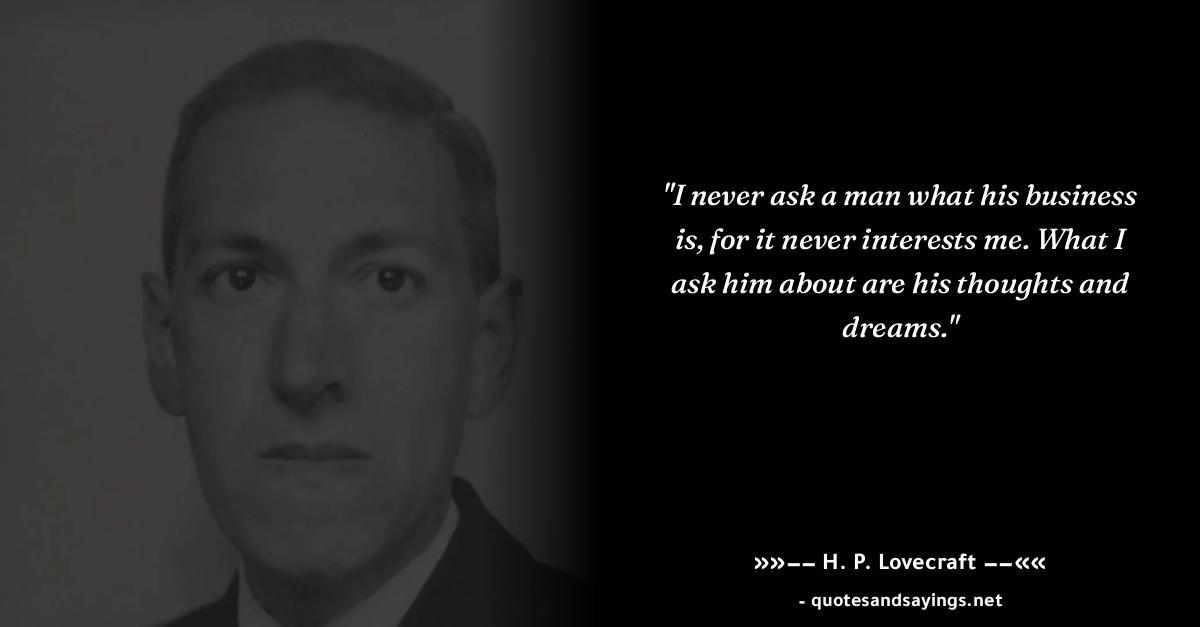 "I never ask a man what his business
is, for it never interests me. What I
ask him about are his thoughts and
dreams."
»»−− H. P. Lovecraft −−««
- quotesandsayings.net